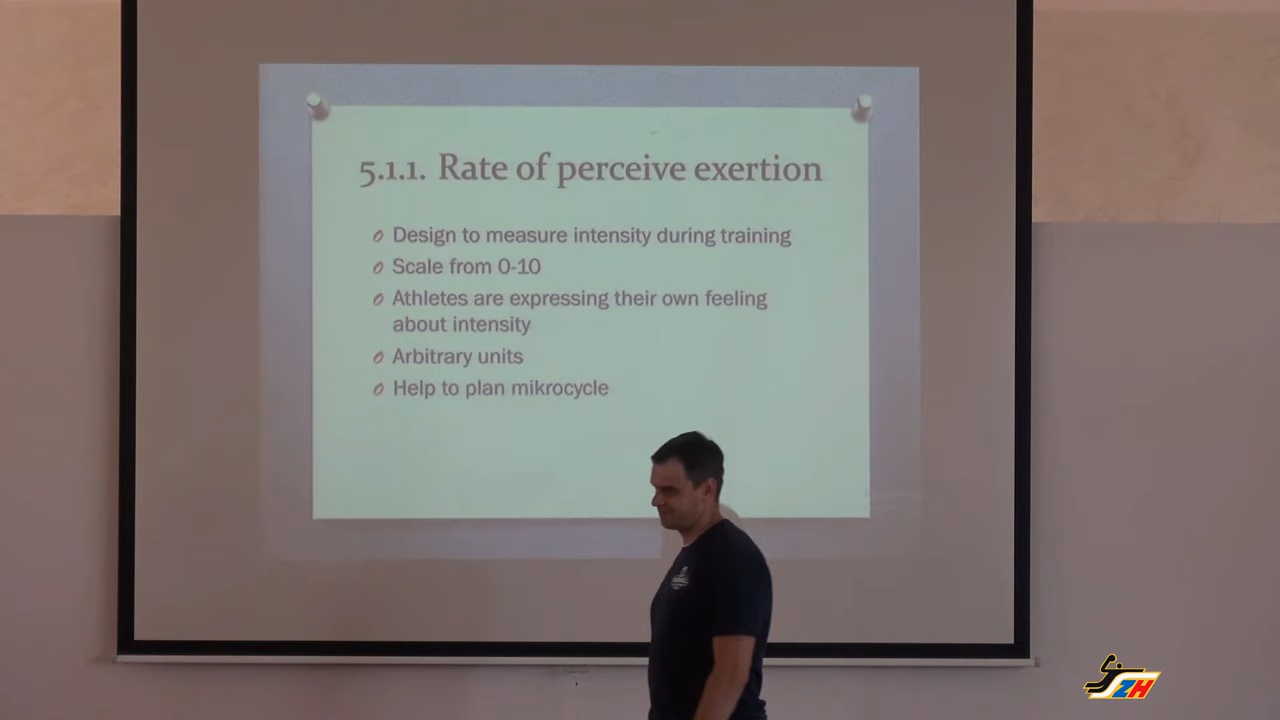 5.1.1. Rate of perceive exertion
Design to measure intensity during training
Scale from 0-10
Athletes are expressing their own feeling
about intensity
Arbitrary units
Help to plan mikrocycle
ZH